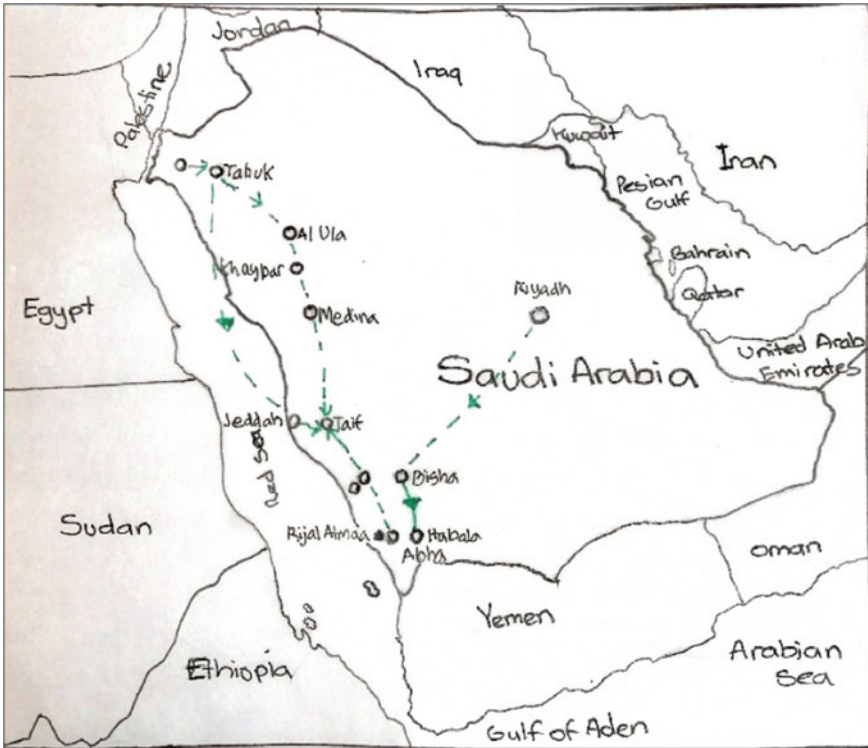 Jordan
Iraq
Palestine
Kuwait
Iran
Tabuk
Pesian
Gulf
Al Ula
Khaybar
Bahrain
Riyadh
Qatar
Egypt
Medina
United Arab
Emirates
Saudi Arabia
Jeddah
Taif
Red Sea
Bisha
Sudan
Rijal Almaa
Habala
Abha
Oman
Yemen
Ethiopia
Arabian
Sea
Gulf of Aden